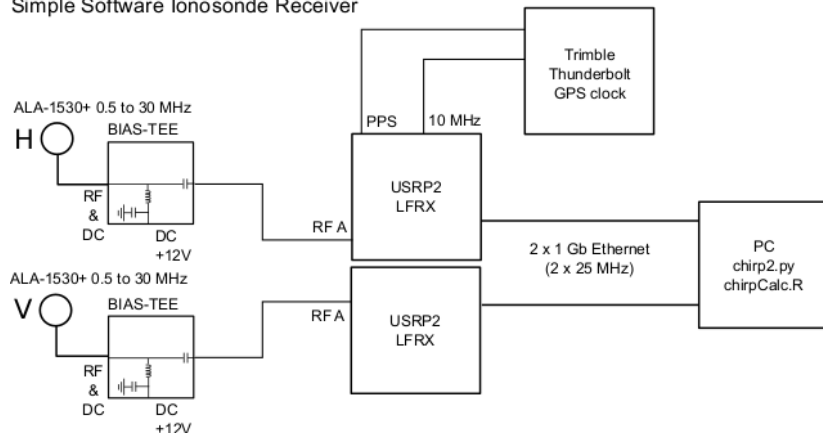 Simple Software Ionosonde Receiver
Trimble
Thunderbolt
GPS clock
ALA-1530+ 0.5 to 30 MHz
BIAS-TEE
H
RF
&
DC
DC
+12V
PPS
10 MHz
USRP2
LFRX
RF A
2 x 1 Gb Ethernet
(2 x 25 MHz)
PC
chirp2.py
chirpCalc.R
ALA-1530+ 0.5 to 30 MHz
BIAS-TEE
V
RF
&
DC
DC
+12V
RF A
USRP2
LFRX